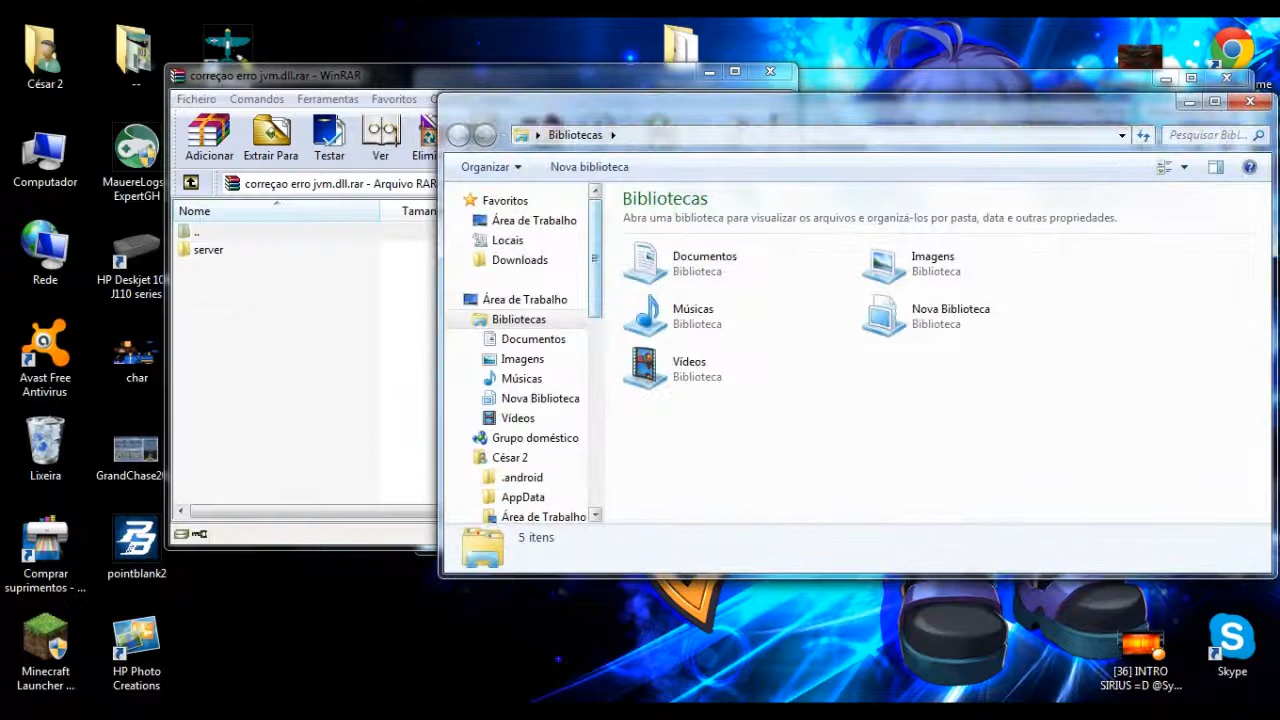 César 2
--
me
Computador
MauereLogs
ExpertGH
Rede
HP Deskjet 10
J110 series
Avast Free
Antivirus
char
Lixeira
GrandChase20
Comprar
suprimentos - ...
pointblank2
Minecraft
Launcher ...
HP Photo
Creations
correçao erro jvm.dll.rar - WinRAR
Ficheiro Comandos Ferramentas Favoritos
Adicionar Extrair Para Testar Ver Elimi
correçao erro jvm.dll.rar - Arquivo RAR
Nome Taman
..
server
Bibliotecas
Pesquisar Bibl...
Organizar Nova biblioteca
Favoritos
Área de Trabalho
Locais
Downloads
Área de Trabalho
Bibliotecas
Documentos
Imagens
Músicas
Nova Biblioteca
Vídeos
Grupo doméstico
César 2
.android
AppData
Área de Trabalho
Bibliotecas
Abra uma biblioteca para visualizar os arquivos e organizá-los por pasta, data e outras propriedades.
Documentos
Biblioteca
Imagens
Biblioteca
Músicas
Biblioteca
Nova Biblioteca
Biblioteca
Vídeos
Biblioteca
5 itens
[36] INTRO
SIRIUS =D @Sy...
Skype